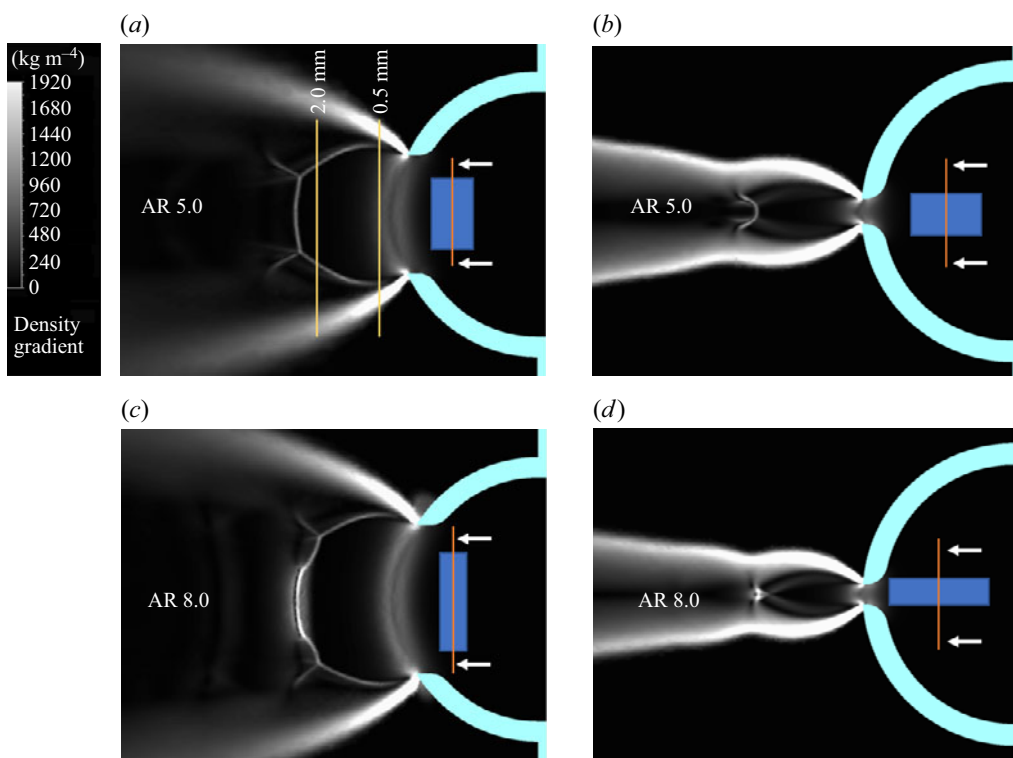 (a)
(b)
(kg m–4)
1920
1680
1440
1200
960
720
480
240
0
Density
gradient
2.0 mm
0.5 mm
AR 5.0
AR 5.0
(c)
(d)
AR 8.0
AR 8.0